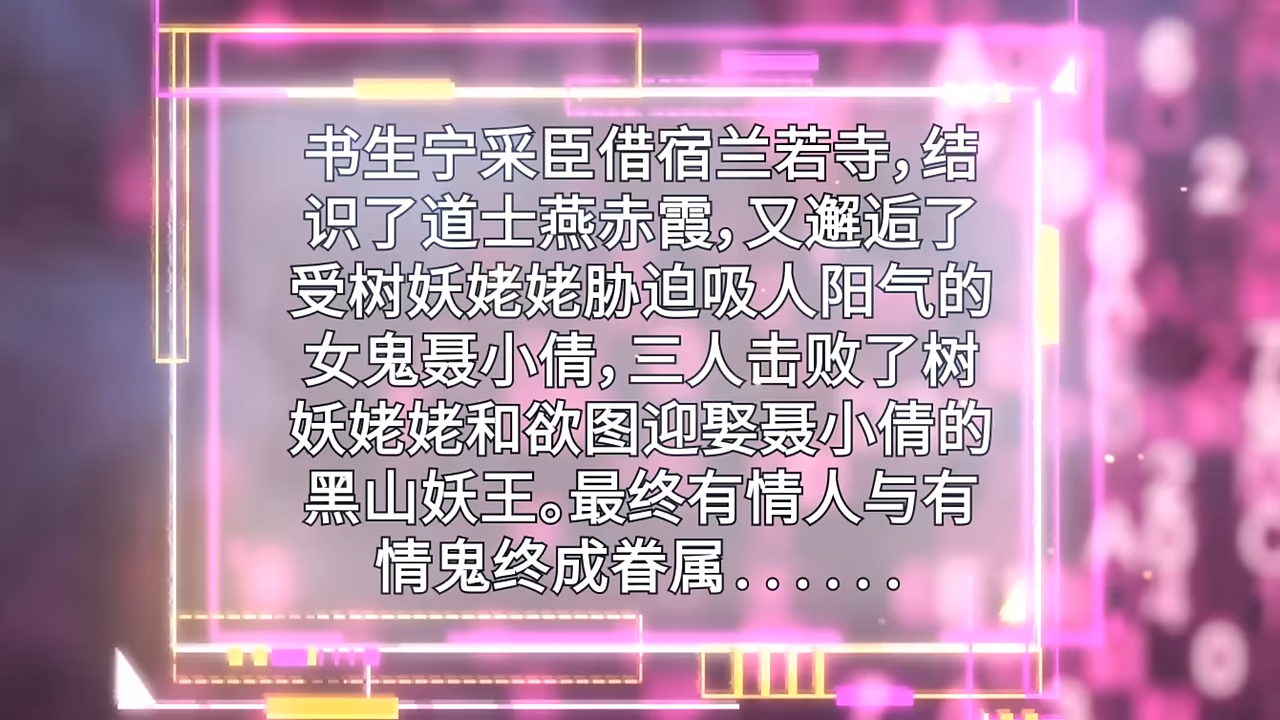 书生宁采臣借宿兰若寺，结
识了道士燕赤霞，又邂逅了
受树妖姥姥胁迫吸人阳气的
女鬼聂小倩，三人击败了树
妖姥姥和欲图迎娶聂小倩的
黑山妖王。最终有情人与有
情鬼终成眷属......